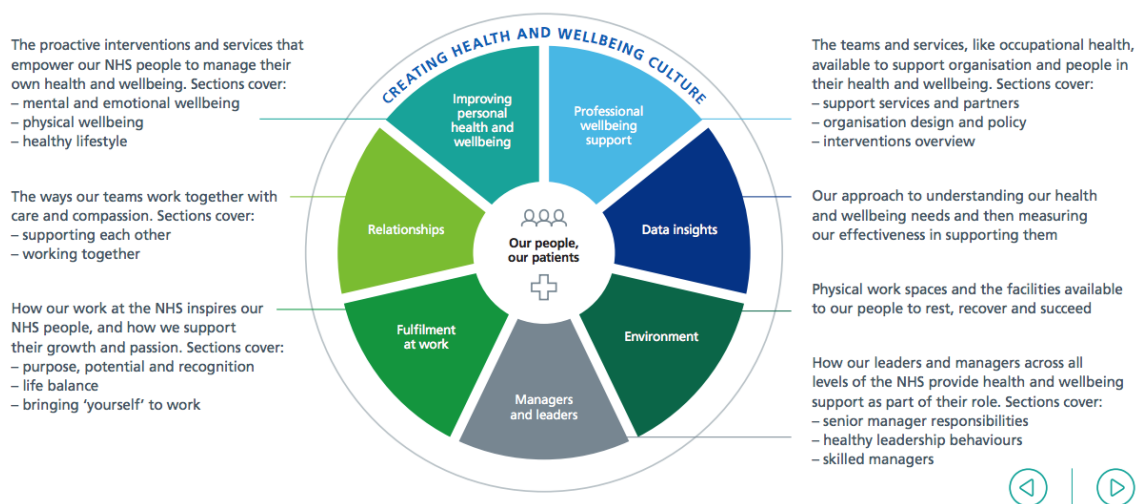 CREATING HEALTH AND WELLBEING CULTURE
The proactive interventions and services that
empower our NHS people to manage their
own health and wellbeing. Sections cover:
– mental and emotional wellbeing
– physical wellbeing
– healthy lifestyle
The ways our teams work together with
care and compassion. Sections cover:
– supporting each other
– working together
How our work at the NHS inspires our
NHS people, and how we support
their growth and passion. Sections cover:
– purpose, potential and recognition
– life balance
– bringing ‘yourself’ to work
Improving
personal
health and
wellbeing
Professional
wellbeing
support
Relationships
Data insights
Our people,
our patients
Fulfilment
at work
Environment
Managers
and leaders
The teams and services, like occupational health,
available to support organisation and people in
their health and wellbeing. Sections cover:
– support services and partners
– organisation design and policy
– interventions overview
Our approach to understanding our health
and wellbeing needs and then measuring
our effectiveness in supporting them
Physical work spaces and the facilities available
to our people to rest, recover and succeed
How our leaders and managers across all
levels of the NHS provide health and wellbeing
support as part of their role. Sections cover:
– senior manager responsibilities
– healthy leadership behaviours
– skilled managers